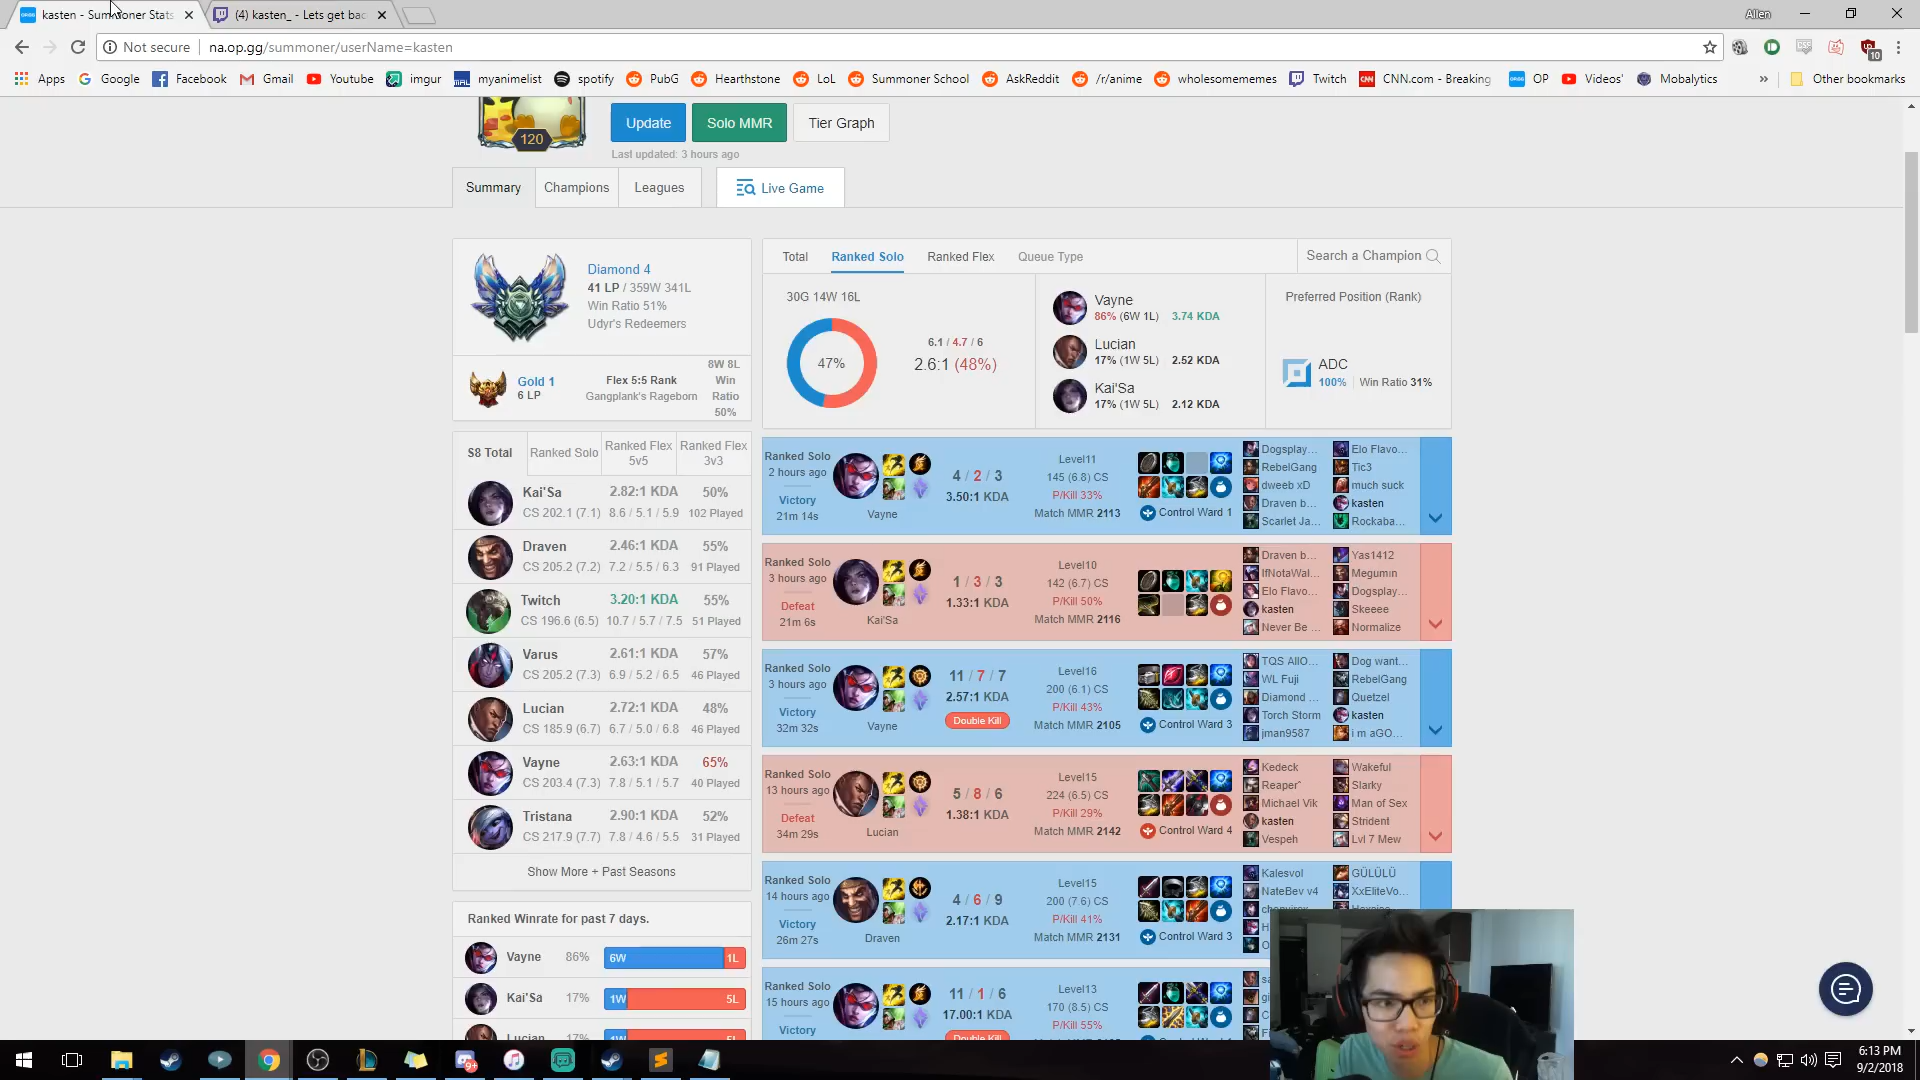 kasten - Summoner Stats
(4) kasten_ - Lets get bac
Allen
Not secure
na.op.gg/summoner/userName=kasten
10
Apps
Google
Facebook
Gmail
Youtube
imgur
myanimelist
spotify
PubG
Hearthstone
LoL
Summoner School
AskReddit
/r/anime
wholesomememes
Twitch
CNN.com - Breaking
OP
Videos'
Mobalytics
»
Other bookmarks
120
Update
Solo MMR
Tier Graph
Last updated: 3 hours ago
Summary
Champions
Leagues
Live Game
Diamond 4
41 LP / 359W 341L
Win Ratio 51%
Udyr's Redeemers
Gold 1
6 LP
Flex 5:5 Rank
Gangplank's Rageborn
8W 8L
Win
Ratio
50%
S8 Total
Ranked Solo
Ranked Flex
5v5
Ranked Flex
3v3
Kai'Sa
CS 202.1 (7.1)
2.82:1 KDA
8.6 / 5.1 / 5.9
50%
102 Played
Draven
CS 205.2 (7.2)
2.46:1 KDA
7.2 / 5.5 / 6.3
55%
91 Played
Twitch
CS 196.6 (6.5)
3.20:1 KDA
10.7 / 5.7 / 7.5
55%
51 Played
Varus
CS 205.2 (7.3)
2.61:1 KDA
6.9 / 5.2 / 6.5
57%
46 Played
Lucian
CS 185.9 (6.7)
2.72:1 KDA
6.7 / 5.0 / 6.8
48%
46 Played
Vayne
CS 203.4 (7.3)
2.63:1 KDA
7.8 / 5.1 / 5.7
65%
40 Played
Tristana
CS 217.9 (7.7)
2.90:1 KDA
7.8 / 4.6 / 5.5
52%
31 Played
Show More + Past Seasons
Ranked Winrate for past 7 days.
Vayne
86%
6W
1L
Kai'Sa
17%
1W
5L
Lucian
17%
Total
Ranked Solo
Ranked Flex
Queue Type
Search a Champion
30G 14W 16L
47%
6.1 / 4.7 / 6
2.6:1 (48%)
Vayne
86% (6W 1L)
3.74 KDA
Lucian
17% (1W 5L)
2.52 KDA
Kai'Sa
17% (1W 5L)
2.12 KDA
Preferred Position (Rank)
ADC
100%
Win Ratio 31%
Ranked Solo
2 hours ago
Victory
21m 14s
Vayne
4 / 2 / 3
3.50:1 KDA
Level11
145 (6.8) CS
P/Kill 33%
Match MMR 2113
Control Ward 1
Dogsplay...
RebelGang
dweeb xD
Draven b...
Scarlet Ja...
Elo Flavo...
Tic3
much suck
kasten
Rockaba...
Ranked Solo
3 hours ago
Defeat
21m 6s
Kai'Sa
1 / 3 / 3
1.33:1 KDA
Level10
142 (6.7) CS
P/Kill 50%
Match MMR 2116
Draven b...
IfNotaWal...
Elo Flavo...
kasten
Never Be ...
Yas1412
Megumin
Dogsplay...
Skeeee
Normalize
Ranked Solo
3 hours ago
Victory
32m 32s
Vayne
11 / 7 / 7
2.57:1 KDA
Double Kill
Level16
200 (6.1) CS
P/Kill 43%
Match MMR 2105
Control Ward 3
TQS AllO...
WL Fuji
Diamond ...
Torch Storm
jman9587
Dog want...
RebelGang
Quetzel
kasten
i m aGO...
Ranked Solo
13 hours ago
Defeat
34m 29s
Lucian
5 / 8 / 6
1.38:1 KDA
Level15
224 (6.5) CS
P/Kill 29%
Match MMR 2142
Control Ward 4
Kedeck
Reaper"
Michael Vik
kasten
Vespeh
Wakeful
Slarky
Man of Sex
Strident
Lvl 7 Mew
Ranked Solo
14 hours ago
Victory
26m 27s
Draven
4 / 6 / 9
2.17:1 KDA
Level15
200 (7.6) CS
P/Kill 41%
Match MMR 2131
Control Ward 3
Kalesvol
NateBev v4
GÜLÜLÜ
XxEliteVo...
Ranked Solo
15 hours ago
Victory
11 / 1 / 6
17.00:1 KDA
Double Kill
Level13
170 (8.5) CS
P/Kill 55%
9+
6:13 PM
9/2/2018